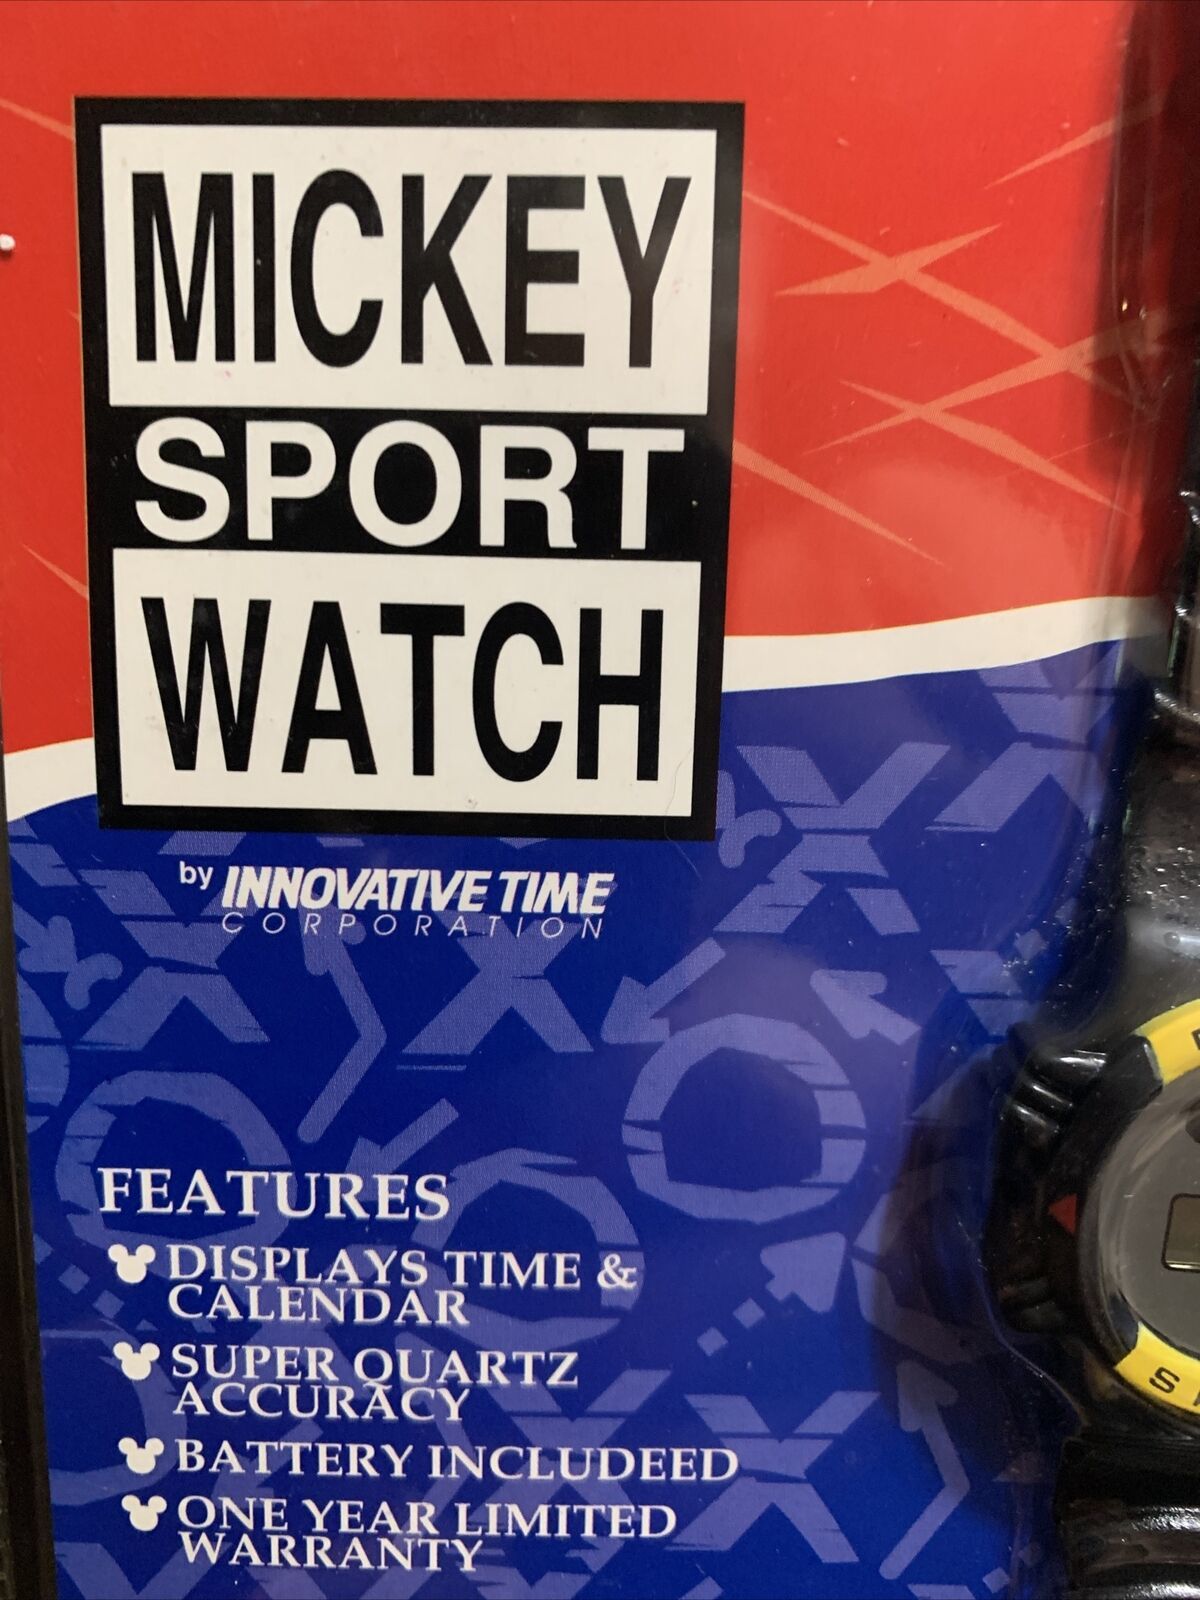 MICKEY
SPORT
WATCH
by INNOVATIVE TIME
CORPORATION
FEATURES
DISPLAYS TIME &
CALENDAR
SUPER QUARTZ
ACCURACY
BATTERY INCLUDEED
ONE YEAR LIMITED
WARRANTY